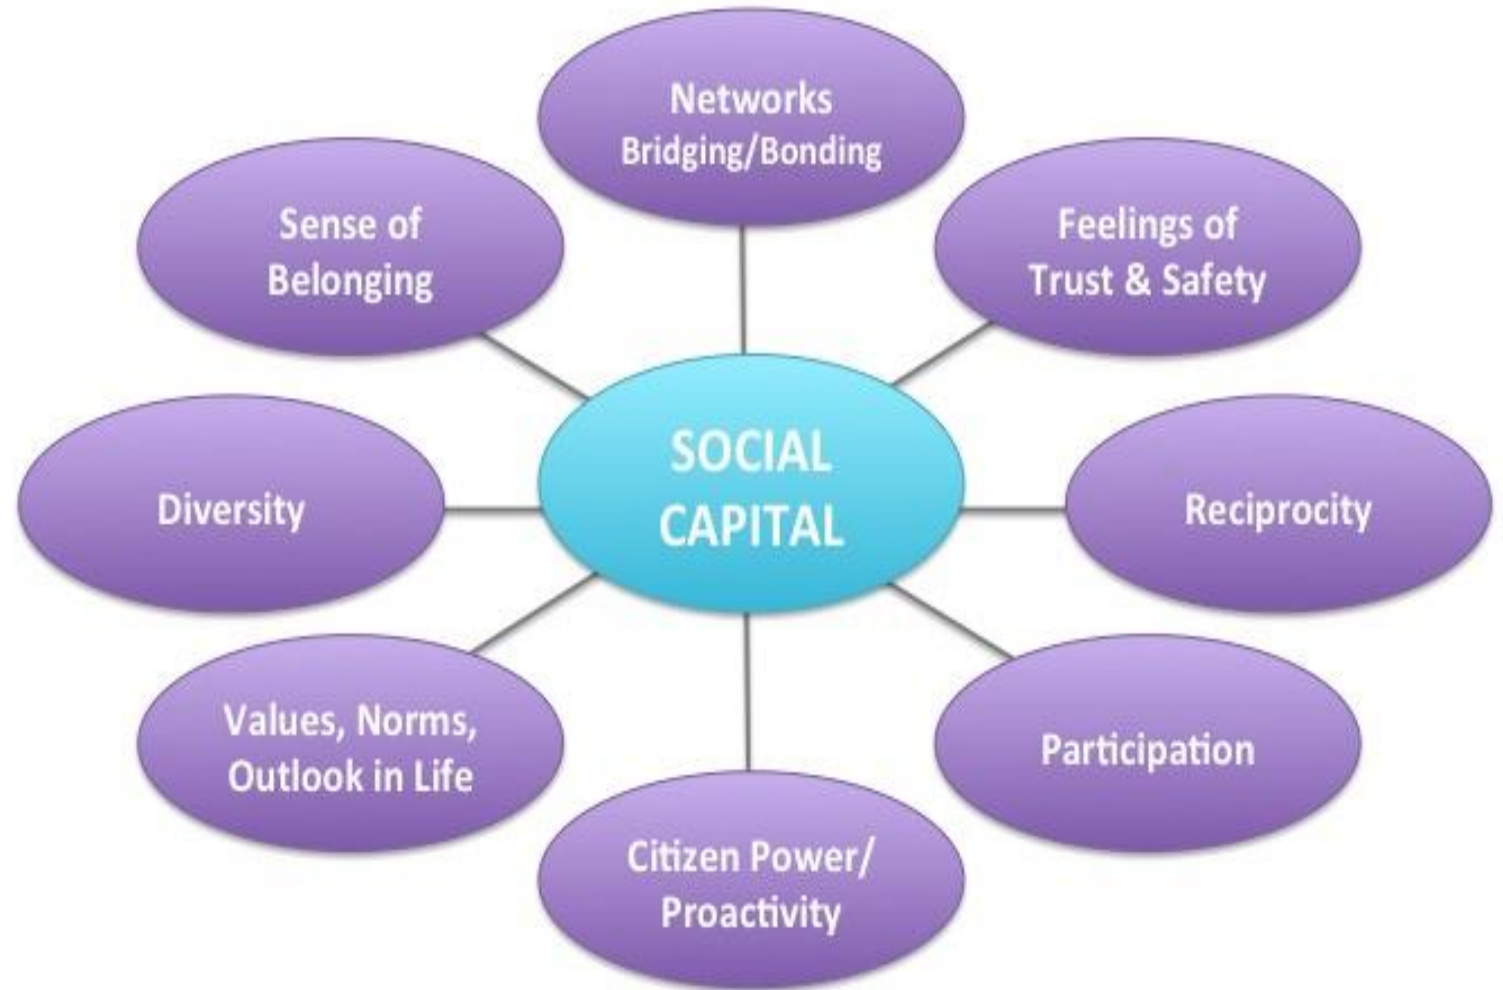 Networks
Bridging/Bonding
Sense of
Belonging
Feelings of
Trust & Safety
SOCIAL
CAPITAL
Diversity
Reciprocity
Values, Norms,
Outlook in Life
Participation
Citizen Power/
Proactivity